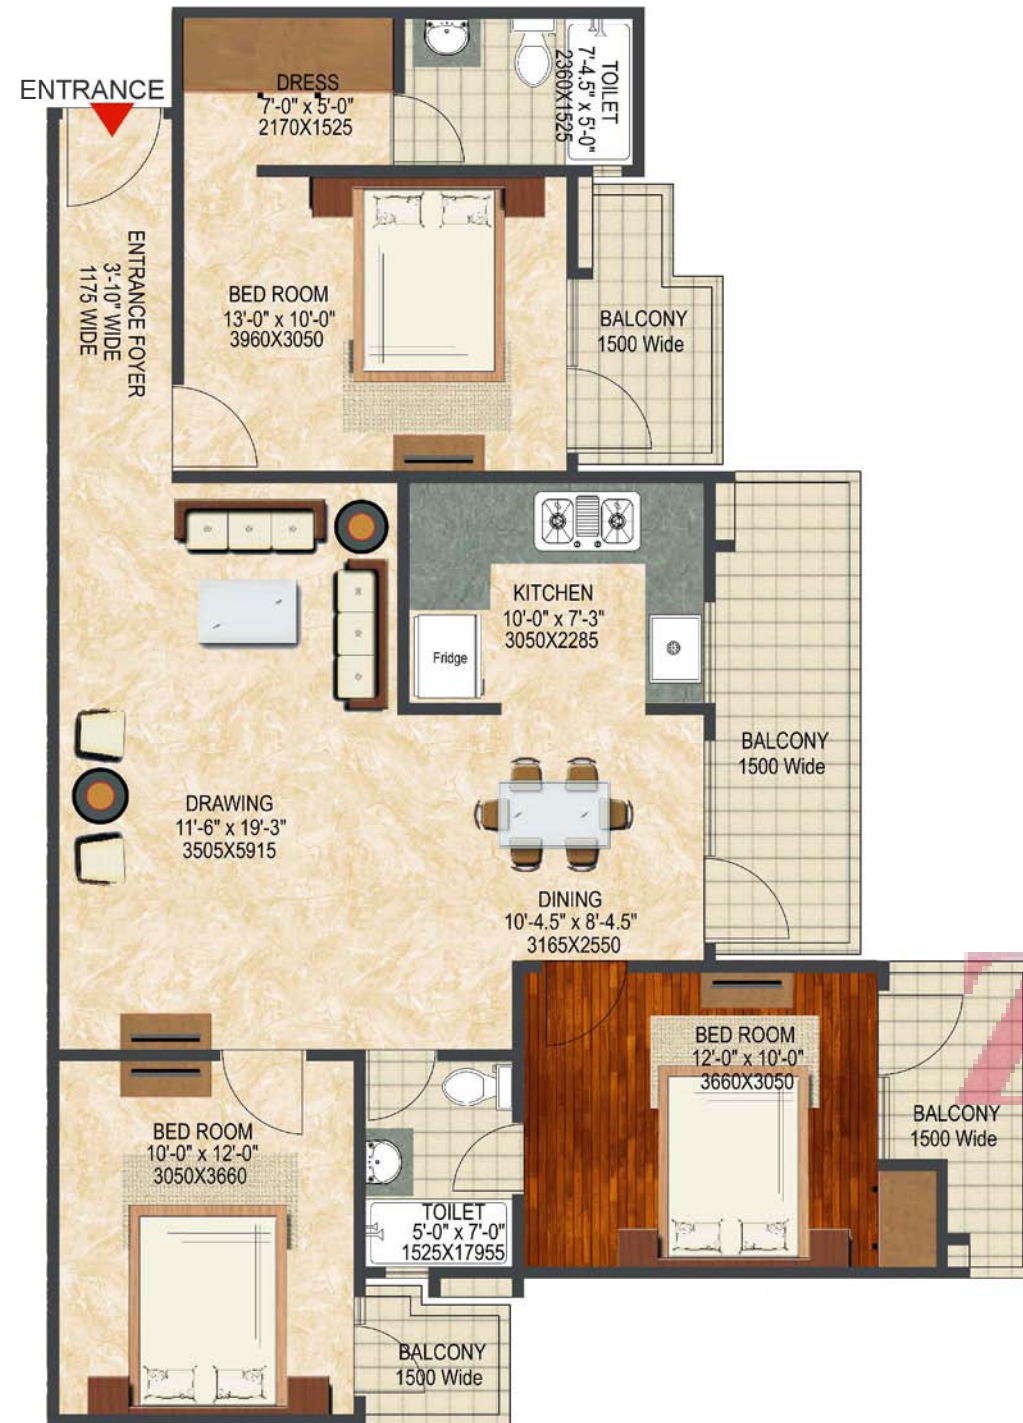 ENTRANCE
DRESS
7'-0" x 5'-0"
2170X1525
TOILET
7'-4.5" x 5'-0"
2360X1525
ENTRANCE FOYER
3'-10" WIDE
1175 WIDE
BED ROOM
13'-0" x 10'-0"
3960X3050
BALCONY
1500 Wide
KITCHEN
10'-0" x 7'-3"
3050X2285
Fridge
BALCONY
1500 Wide
DRAWING
11'-6" x 19'-3"
3505X5915
DINING
10'-4.5" x 8'-4.5"
3165X2550
BED ROOM
12'-0" x 10'-0"
3660X3050
BALCONY
1500 Wide
BED ROOM
10'-0" x 12'-0"
3050X3660
TOILET
5'-0" x 7'-0"
1525X17955
BALCONY
1500 Wide